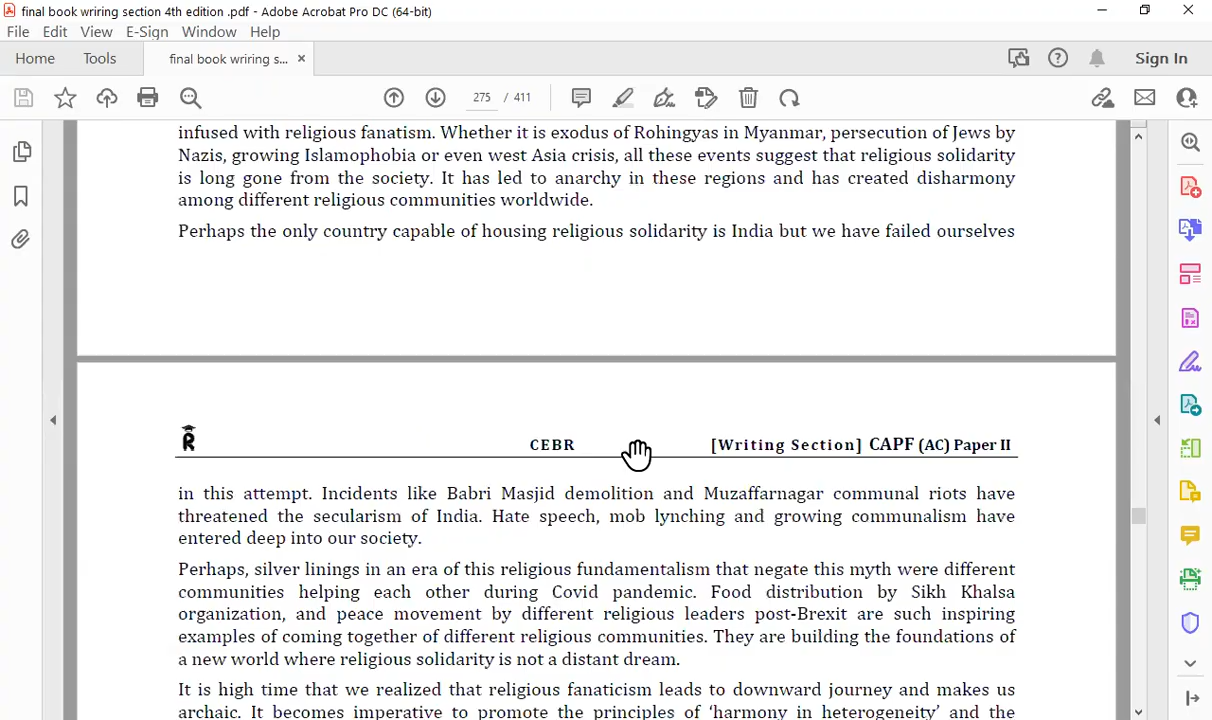 final book wriring section 4th edition .pdf - Adobe Acrobat Pro DC (64-bit)
File Edit View E-Sign Window Help
Home Tools final book wriring s... × Sign In
275 / 411
infused with religious fanatism. Whether it is exodus of Rohingyas in Myanmar, persecution of Jews by
Nazis, growing Islamophobia or even west Asia crisis, all these events suggest that religious solidarity
is long gone from the society. It has led to anarchy in these regions and has created disharmony
among different religious communities worldwide.
Perhaps the only country capable of housing religious solidarity is India but we have failed ourselves
R CEBR [Writing Section] CAPF (AC) Paper II
in this attempt. Incidents like Babri Masjid demolition and Muzaffarnagar communal riots have
threatened the secularism of India. Hate speech, mob lynching and growing communalism have
entered deep into our society.
Perhaps, silver linings in an era of this religious fundamentalism that negate this myth were different
communities helping each other during Covid pandemic. Food distribution by Sikh Khalsa
organization, and peace movement by different religious leaders post-Brexit are such inspiring
examples of coming together of different religious communities. They are building the foundations of
a new world where religious solidarity is not a distant dream.
It is high time that we realized that religious fanaticism leads to downward journey and makes us
archaic. It becomes imperative to promote the principles of ‘harmony in heterogeneity’ and the